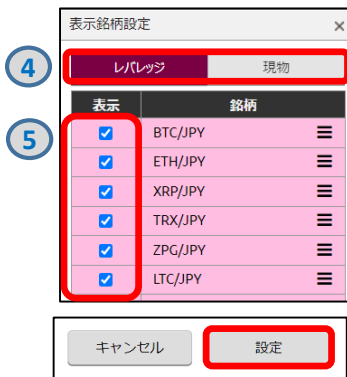 表示銘柄設定 ×
4 レバレッジ 現物
表示 銘柄
5 BTC/JPY
ETH/JPY
XRP/JPY
TRX/JPY
ZPG/JPY
LTC/JPY
キャンセル 設定